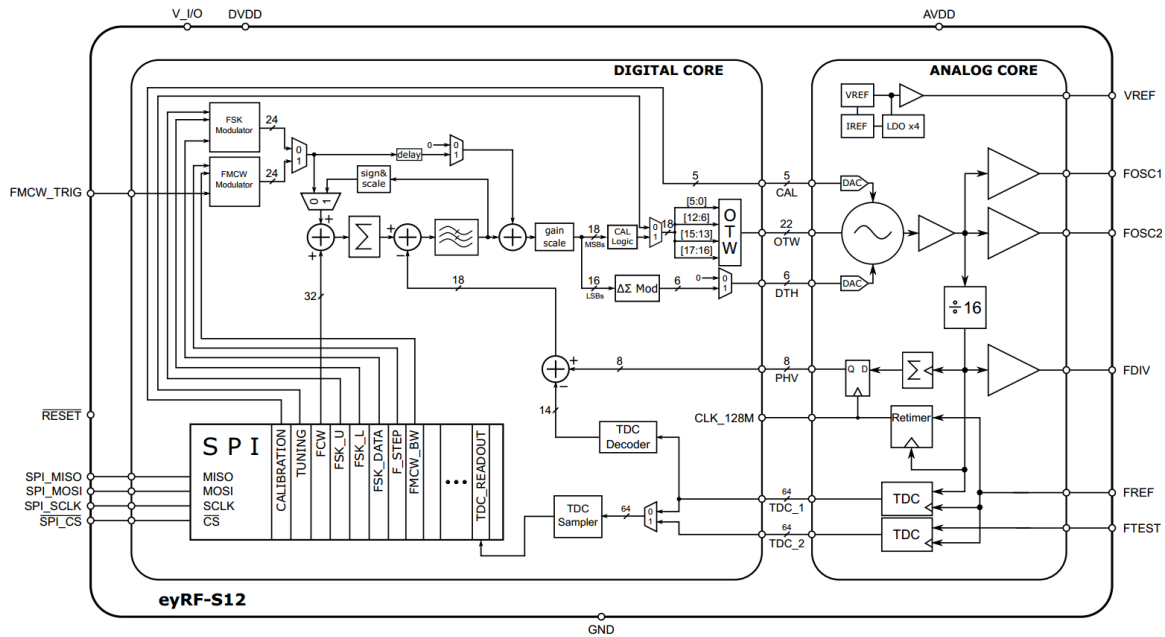 V_I/O
DVDD
AVDD
DIGITAL CORE
ANALOG CORE
FSK
Modulator
24
0
1
FMCW
Modulator
24
delay
0
0
1
sign&
scale
0 1
+
+
Σ
+
−
gain
scale
18
MSBs
CAL
Logic
0
1
18
[5:0]
[12:6]
[15:13]
[17:16]
O
T
W
16
LSBs
ΔΣ Mod
6
0
0
1
5
5
CAL
22
OTW
6
DTH
DAC
DAC
VREF
IREF
LDO x4
VREF
FOSC1
FOSC2
÷16
FMCW_TRIG
32
18
+
−
8
8
PHV
14
Q D
Σ
FDIV
CLK_128M
Retimer
TDC
Decoder
64
TDC_1
TDC
FREF
TDC
Sampler
64
0
1
64
TDC_2
TDC
FTEST
RESET
SPI_MISO
SPI_MOSI
SPI_SCLK
SPI_CS
SPI
MISO
MOSI
SCLK
CS
CALIBRATION
TUNING
FCW
FSK_U
FSK_L
FSK_DATA
F_STEP
FMCW_BW
•••
TDC_READOUT
eyRF-S12
GND